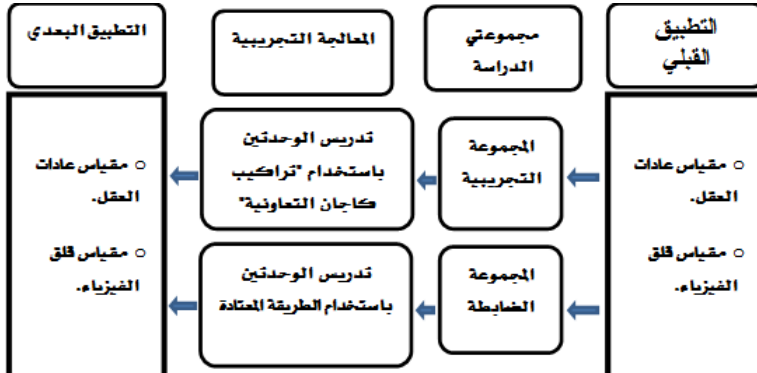 التطبيق
القبلي
مجموعتي
الدراسة
المعالجة التجريبية
التطبيق البعدي
o مقياس عادات
العقل.
o مقياس قلق
الفيزياء.
المجموعة
التجريبية
تدريس الوحدتين
باستخدام "تراكيب
كاجان التعاونية"
المجموعة
الضابطة
تدريس الوحدتين
باستخدام الطريقة المعتادة
o مقياس عادات
العقل.
o مقياس قلق
الفيزياء.